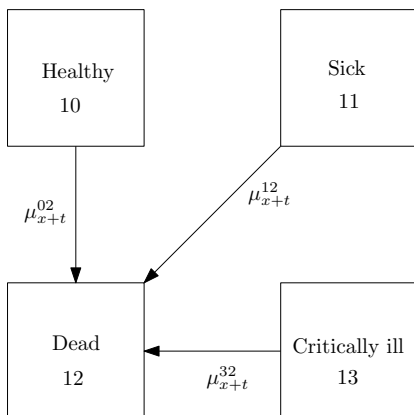 Healthy
10
Sick
11
μ^{02}_{x+t}
μ^{12}_{x+t}
Dead
12
μ^{32}_{x+t}
Critically ill
13